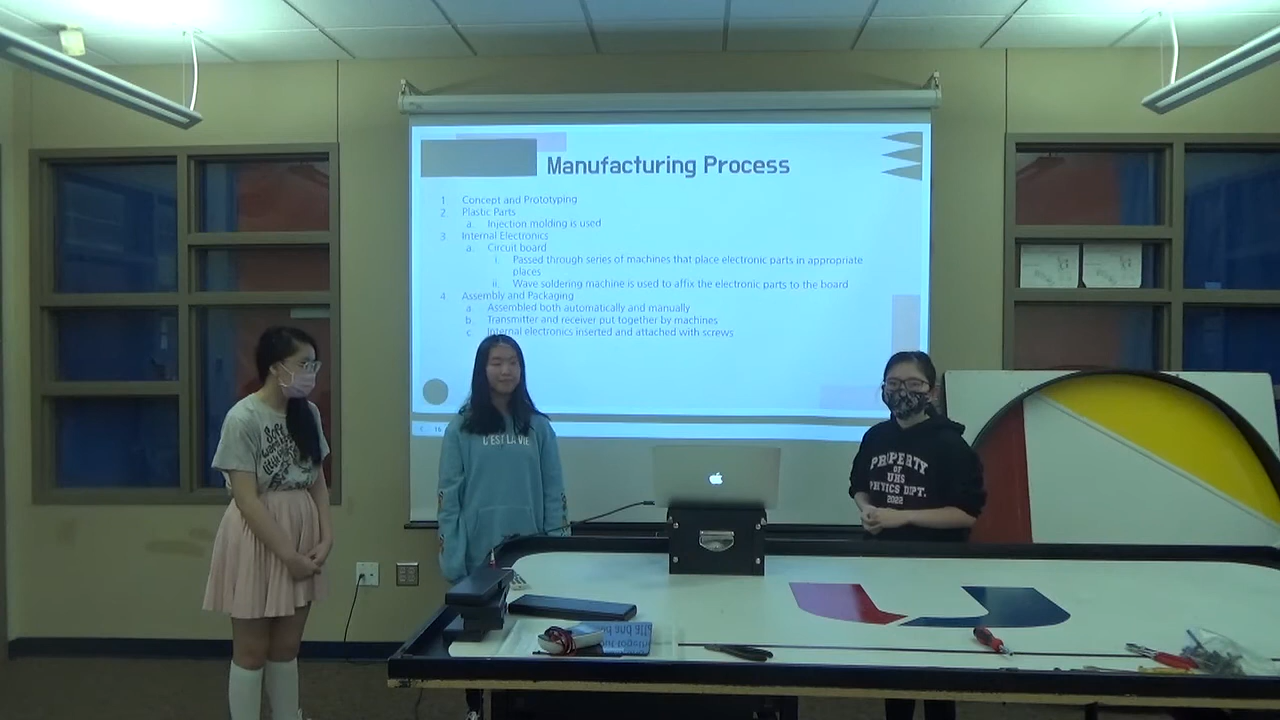 Manufacturing Process
1. Concept and Prototyping
2. Plastic Parts
a. Injection molding is used
3. Internal Electronics
a. Circuit board
i. Passed through series of machines that place electronic parts in appropriate
places
ii. Wave soldering machine is used to affix the electronic parts to the board
4. Assembly and Packaging
a. Assembled both automatically and manually
b. Transmitter and receiver put together by machines
c. Internal electronics inserted and attached with screws
16
C'EST LA VIE
PROPERTY
OF
UHS
PHYSICS DEPT.
2022